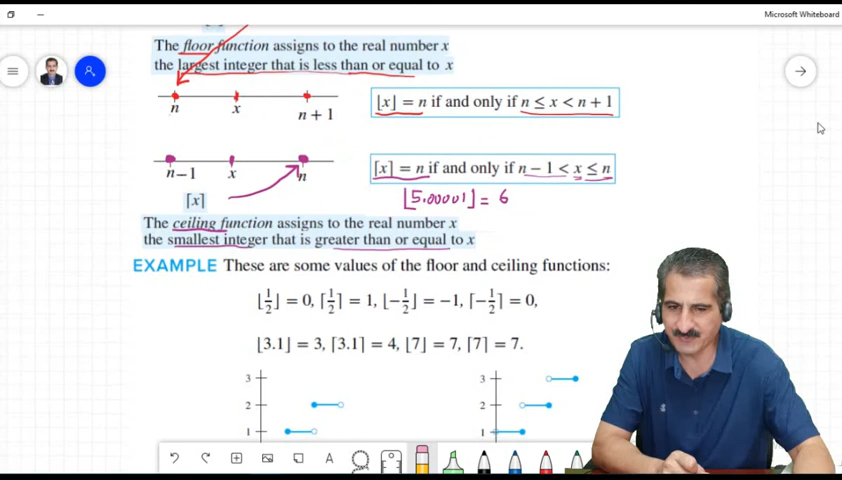 Microsoft Whiteboard
The floor function assigns to the real number x
the largest integer that is less than or equal to x
n x n + 1
⌊x⌋ = n if and only if n ≤ x < n + 1
n−1 x n
⌈x⌉ = n if and only if n − 1 < x ≤ n
⌈x⌉
⌊5.00001⌋ = 6
The ceiling function assigns to the real number x
the smallest integer that is greater than or equal to x
EXAMPLE These are some values of the floor and ceiling functions:
⌊1/2⌋ = 0, ⌈1/2⌉ = 1, ⌊−1/2⌋ = −1, ⌈−1/2⌉ = 0,
⌊3.1⌋ = 3, ⌈3.1⌉ = 4, ⌊7⌋ = 7, ⌈7⌉ = 7.
3 3
2 2
1 1
A